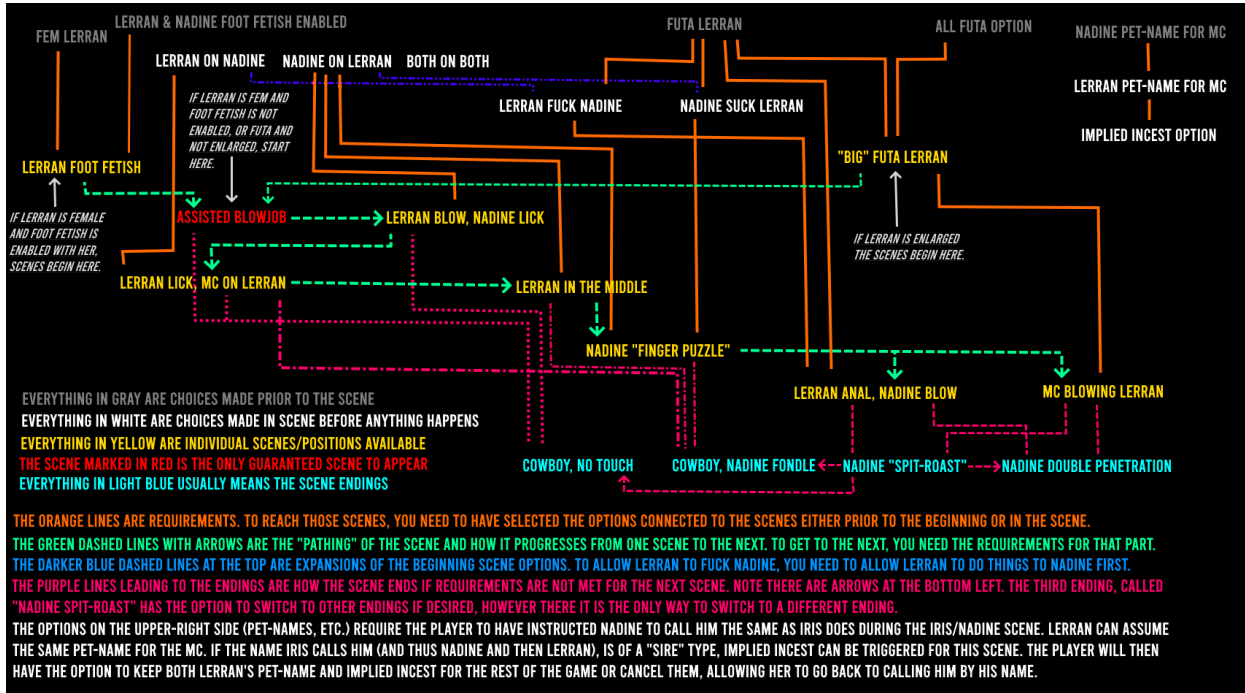 LERRAN & NADINE FOOT FETISH ENABLED
FEM LERRAN
FUTA LERRAN
ALL FUTA OPTION
NADINE PET-NAME FOR MC
LERRAN ON NADINE
NADINE ON LERRAN
BOTH ON BOTH
LERRAN PET-NAME FOR MC
LERRAN FUCK NADINE
NADINE SUCK LERRAN
IMPLIED INCEST OPTION
IF LERRAN IS FEM AND
FOOT FETISH IS NOT
ENABLED, OR FUTA AND
NOT ENLARGED, START
HERE.
LERRAN FOOT FETISH
"BIG" FUTA LERRAN
IF LERRAN IS FEMALE
AND FOOT FETISH IS
ENABLED WITH HER,
SCENES BEGIN HERE.
ASSISTED BLOWJOB
LERRAN BLOW, NADINE LICK
IF LERRAN IS ENLARGED
THE SCENES BEGIN HERE.
LERRAN LICK, MC ON LERRAN
LERRAN IN THE MIDDLE
NADINE "FINGER PUZZLE"
LERRAN ANAL, NADINE BLOW
MC BLOWING LERRAN
EVERYTHING IN GRAY ARE CHOICES MADE PRIOR TO THE SCENE
EVERYTHING IN WHITE ARE CHOICES MADE IN SCENE BEFORE ANYTHING HAPPENS
EVERYTHING IN YELLOW ARE INDIVIDUAL SCENES/POSITIONS AVAILABLE
THE SCENE MARKED IN RED IS THE ONLY GUARANTEED SCENE TO APPEAR
EVERYTHING IN LIGHT BLUE USUALLY MEANS THE SCENE ENDINGS
COWBOY, NO TOUCH
COWBOY, NADINE FONDLE
NADINE "SPIT-ROAST"
NADINE DOUBLE PENETRATION
THE ORANGE LINES ARE REQUIREMENTS. TO REACH THOSE SCENES, YOU NEED TO HAVE SELECTED THE OPTIONS CONNECTED TO THE SCENES EITHER PRIOR TO THE BEGINNING OR IN THE SCENE.
THE GREEN DASHED LINES WITH ARROWS ARE THE "PATHING" OF THE SCENE AND HOW IT PROGRESSES FROM ONE SCENE TO THE NEXT. TO GET TO THE NEXT, YOU NEED THE REQUIREMENTS FOR THAT PART.
THE DARKER BLUE DASHED LINES AT THE TOP ARE EXPANSIONS OF THE BEGINNING SCENE OPTIONS. TO ALLOW LERRAN TO FUCK NADINE, YOU NEED TO ALLOW LERRAN TO DO THINGS TO NADINE FIRST.
THE PURPLE LINES LEADING TO THE ENDINGS ARE HOW THE SCENE ENDS IF REQUIREMENTS ARE NOT MET FOR THE NEXT SCENE. NOTE THERE ARE ARROWS AT THE BOTTOM LEFT. THE THIRD ENDING, CALLED
"NADINE SPIT-ROAST" HAS THE OPTION TO SWITCH TO OTHER ENDINGS IF DESIRED, HOWEVER THERE IT IS THE ONLY WAY TO SWITCH TO A DIFFERENT ENDING.
THE OPTIONS ON THE UPPER-RIGHT SIDE (PET-NAMES, ETC.) REQUIRE THE PLAYER TO HAVE INSTRUCTED NADINE TO CALL HIM THE SAME AS IRIS DOES DURING THE IRIS/NADINE SCENE. LERRAN CAN ASSUME
THE SAME PET-NAME FOR THE MC. IF THE NAME IRIS CALLS HIM (AND THUS NADINE AND THEN LERRAN), IS OF A "SIRE" TYPE, IMPLIED INCEST CAN BE TRIGGERED FOR THIS SCENE. THE PLAYER WILL THEN
HAVE THE OPTION TO KEEP BOTH LERRAN'S PET-NAME AND IMPLIED INCEST FOR THE REST OF THE GAME OR CANCEL THEM, ALLOWING HER TO GO BACK TO CALLING HIM BY HIS NAME.